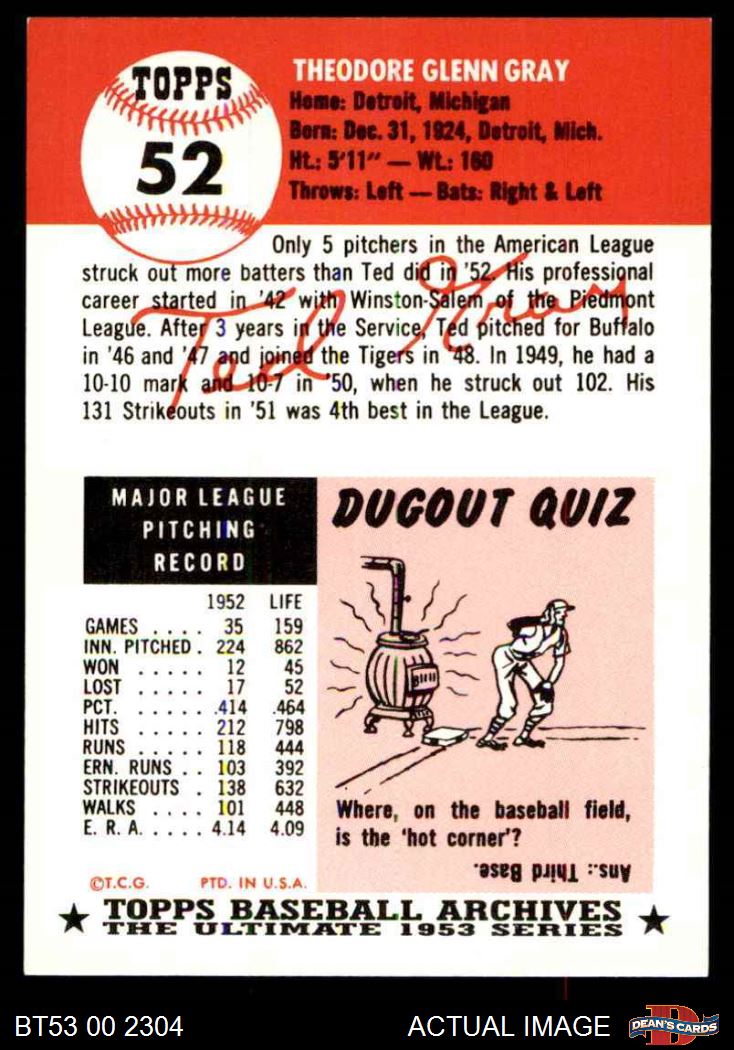 TOPPS
52
THEODORE GLENN GRAY
Home: Detroit, Michigan
Born: Dec. 31, 1924, Detroit, Mich.
Ht.: 5'11" — Wt.: 160
Throws: Left — Bats: Right & Left
Only 5 pitchers in the American League
struck out more batters than Ted did in '52. His professional
career started in '42 with Winston-Salem of the Piedmont
League. After 3 years in the Service, Ted pitched for Buffalo
in '46 and '47 and joined the Tigers in '48. In 1949, he had a
10-10 mark and 10-7 in '50, when he struck out 102. His
131 Strikeouts in '51 was 4th best in the League.
Ted Gray
MAJOR LEAGUE
PITCHING
RECORD
1952 LIFE
GAMES .... 35 159
INN. PITCHED . 224 862
WON ..... 12 45
LOST ..... 17 52
PCT. ..... .414 .464
HITS ..... 212 798
RUNS ..... 118 444
ERN. RUNS .. 103 392
STRIKEOUTS . 138 632
WALKS .... 101 448
E. R. A. .... 4.14 4.09
DUGOUT QUIZ
Where, on the baseball field,
is the 'hot corner'?
Ans.: Third Base.
©T.C.G. PTD. IN U.S.A.
★ TOPPS BASEBALL ARCHIVES ★
THE ULTIMATE 1953 SERIES
BT53 00 2304
ACTUAL IMAGE
DEAN'S CARDS